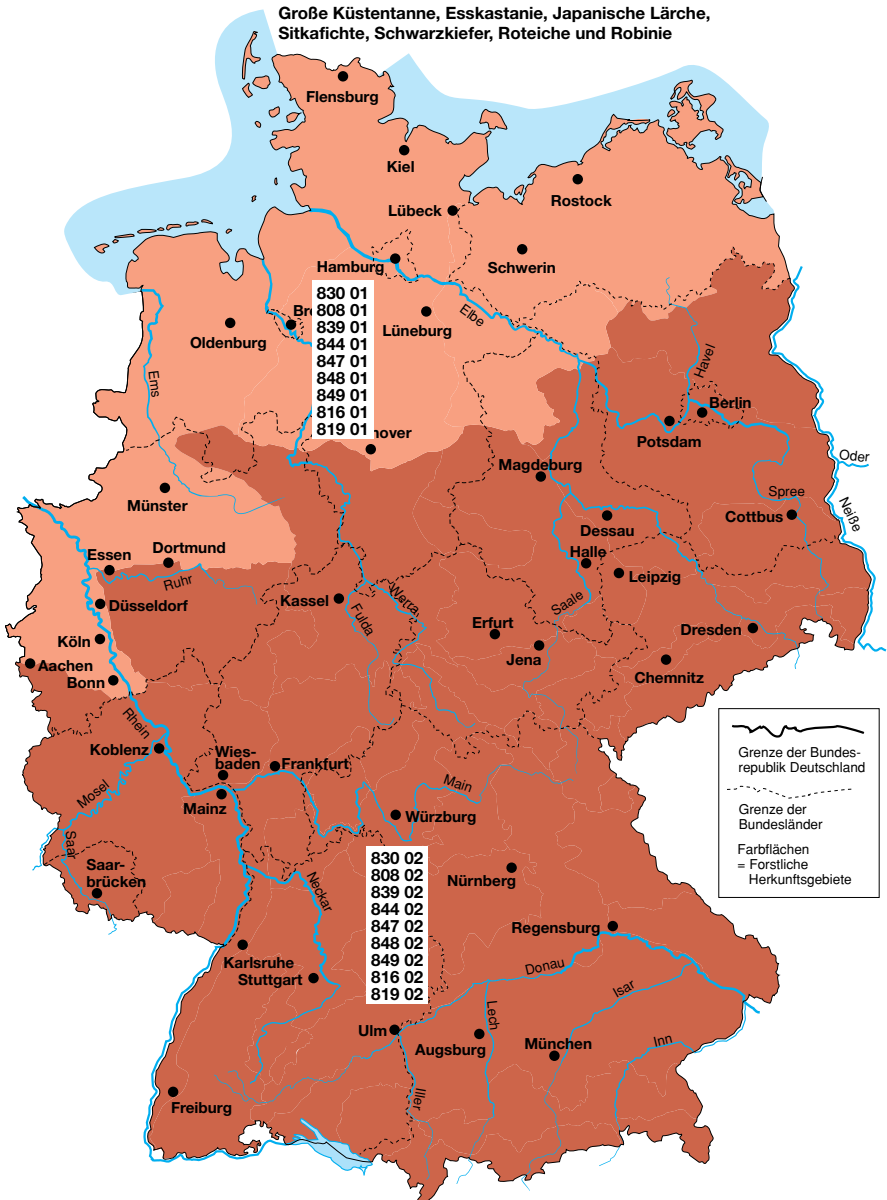 Große Küstentanne, Esskastanie, Japanische Lärche,
Sitkafichte, Schwarzkiefer, Roteiche und Robinie
Flensburg
Kiel
Rostock
Lübeck
Schwerin
Hamburg
830 01
808 01
839 01
844 01
847 01
848 01
849 01
816 01
819 01
Bre
Oldenburg
Lüneburg
Elbe
Ems
Havel
Berlin
Potsdam
nover
Magdeburg
Oder
Spree
Neiße
Münster
Cottbus
Dessau
Essen
Dortmund
Halle
Leipzig
Ruhr
Düsseldorf
Kassel
Werra
Fulda
Saale
Erfurt
Dresden
Köln
Jena
Aachen
Bonn
Chemnitz
Rhein
Koblenz
Wies-
baden
Frankfurt
Mosel
Mainz
Main
Würzburg
Grenze der Bundes-
republik Deutschland
Grenze der
Bundesländer
Farbflächen
= Forstliche
Herkunftsgebiete
Saar
Saar-
brücken
830 02
808 02
839 02
844 02
847 02
848 02
849 02
816 02
819 02
Neckar
Nürnberg
Regensburg
Karlsruhe
Stuttgart
Donau
Isar
Lech
Ulm
Augsburg
München
Inn
Iller
Freiburg